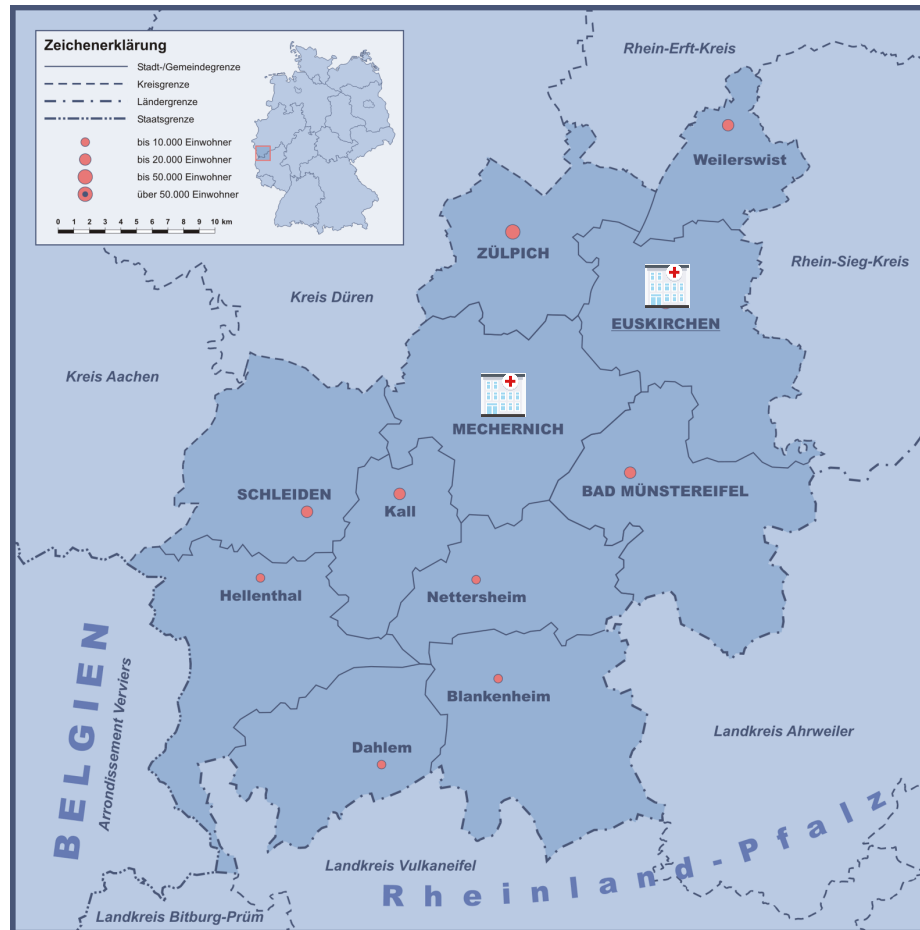 Zeichenerklärung
Stadt-/Gemeindegrenze
Kreisgrenze
Ländergrenze
Staatsgrenze
bis 10.000 Einwohner
bis 20.000 Einwohner
bis 50.000 Einwohner
über 50.000 Einwohner
0 1 2 3 4 5 6 7 8 9 10 km
Rhein-Erft-Kreis
Weilerswist
ZÜLPICH
Rhein-Sieg-Kreis
Kreis Düren
EUSKIRCHEN
Kreis Aachen
MECHERNICH
SCHLEIDEN
Kall
BAD MÜNSTEREIFEL
Hellenthal
Nettersheim
BELGIEN
Arrondissement Verviers
Blankenheim
Landkreis Ahrweiler
Dahlem
Landkreis Vulkaneifel
Rheinland-Pfalz
Landkreis Bitburg-Prüm